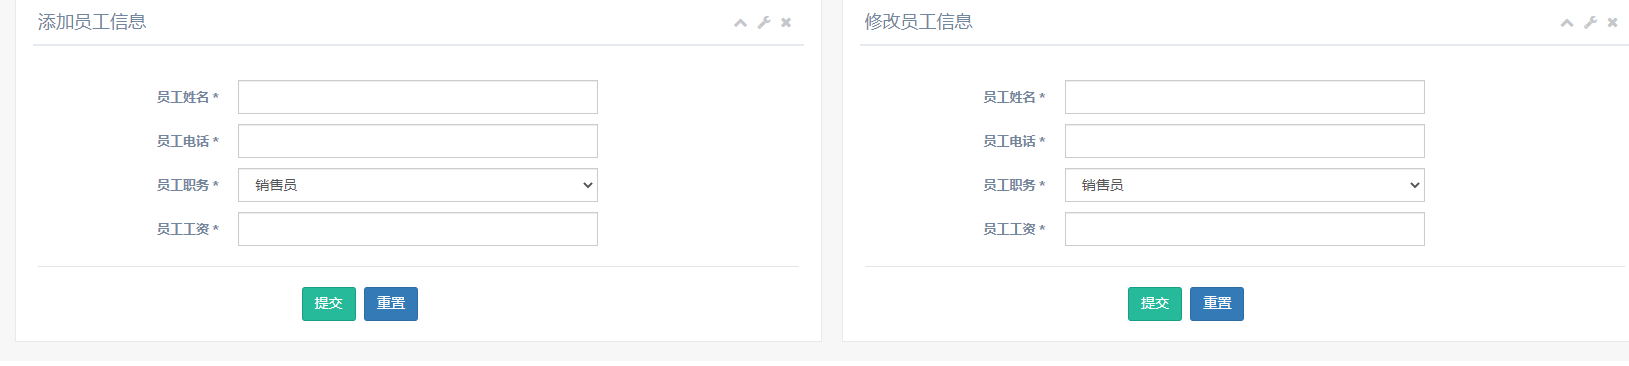 添加员工信息
员工姓名 *
员工电话 *
员工职务 *
销售员
员工工资 *
提交
重置
修改员工信息
员工姓名 *
员工电话 *
员工职务 *
销售员
员工工资 *
提交
重置